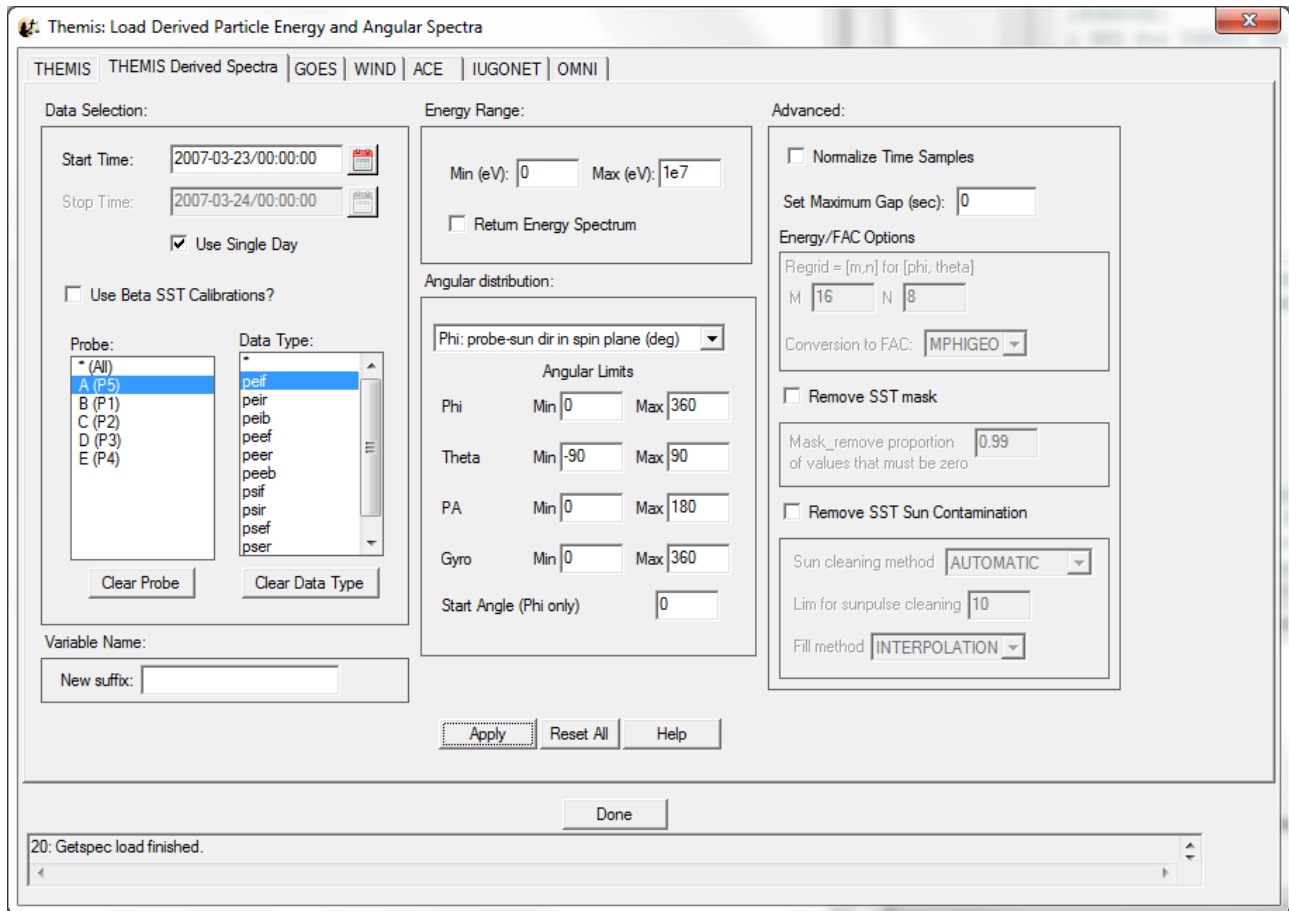 Themis: Load Derived Particle Energy and Angular Spectra
THEMIS THEMIS Derived Spectra GOES WIND ACE IUGONET OMNI
Data Selection:
Start Time: 2007-03-23/00:00:00
Stop Time: 2007-03-24/00:00:00
Use Single Day
Use Beta SST Calibrations?
Probe:
* (All)
A (P5)
B (P1)
C (P2)
D (P3)
E (P4)
Clear Probe
Data Type:
*
peif
peir
peib
peef
peer
peeb
psif
psir
psef
pser
Clear Data Type
Variable Name:
New suffix:
Energy Range:
Min (eV): 0 Max (eV): 1e7
Return Energy Spectrum
Angular distribution:
Phi: probe-sun dir in spin plane (deg)
Angular Limits
Phi Min 0 Max 360
Theta Min -90 Max 90
PA Min 0 Max 180
Gyro Min 0 Max 360
Start Angle (Phi only) 0
Advanced:
Normalize Time Samples
Set Maximum Gap (sec): 0
Energy/FAC Options
Regrid = [m,n] for [phi, theta]
M 16 N 8
Conversion to FAC: MPHIGEO
Remove SST mask
Mask_remove proportion 0.99
of values that must be zero
Remove SST Sun Contamination
Sun cleaning method AUTOMATIC
Lim for sunpulse cleaning 10
Fill method INTERPOLATION
Apply Reset All Help
Done
20: Getspec load finished.